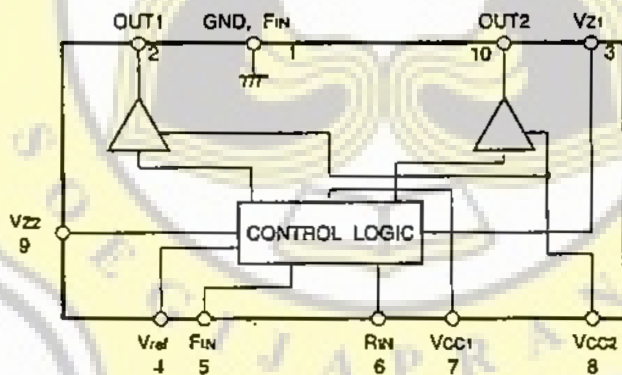 OUT1 GND, FIN OUT2 VZ1
2 1 10 3
VZ2
9
CONTROL LOGIC
Vref FIN RIN VCC1 VCC2
4 5 6 7 8
S O E C I J A P R A Y